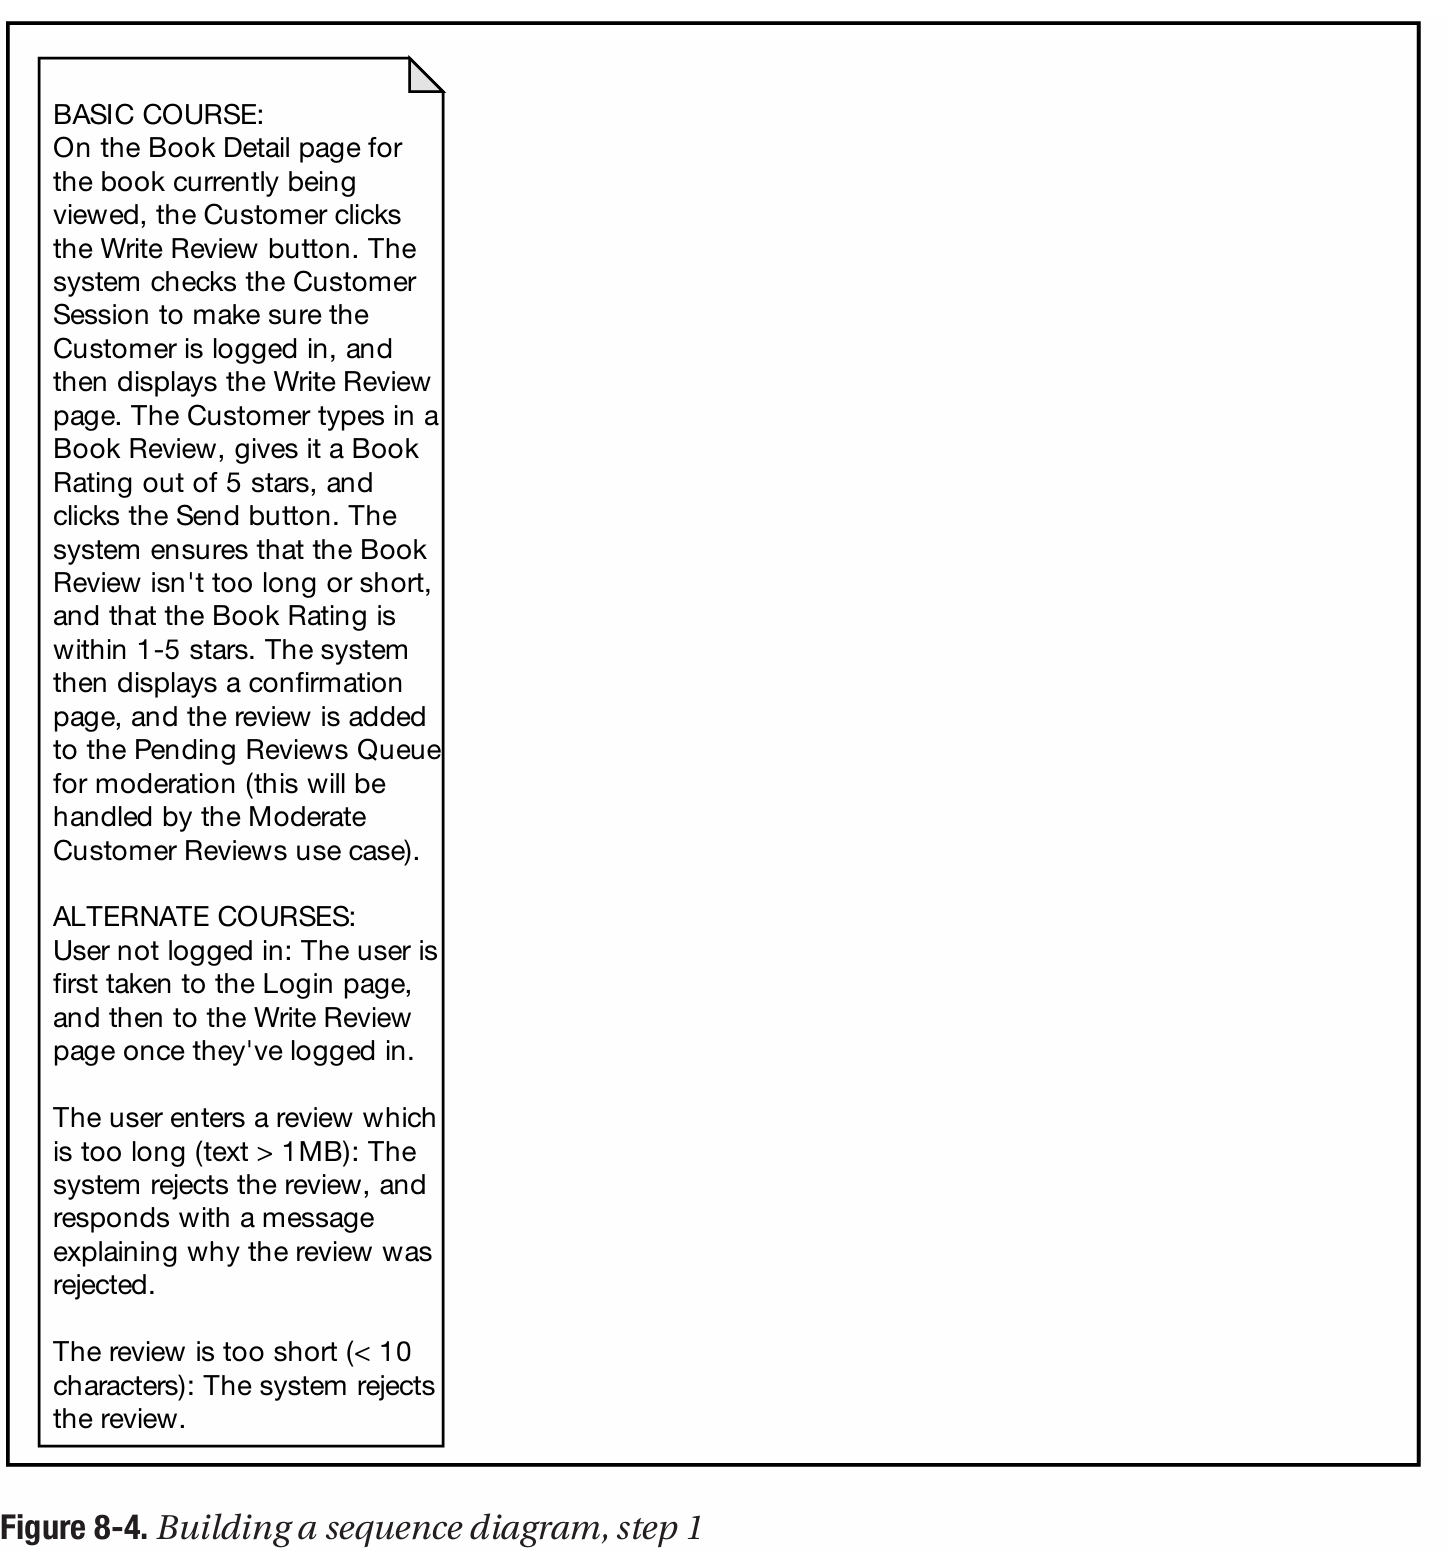 BASIC COURSE:
On the Book Detail page for
the book currently being
viewed, the Customer clicks
the Write Review button. The
system checks the Customer
Session to make sure the
Customer is logged in, and
then displays the Write Review
page. The Customer types in a
Book Review, gives it a Book
Rating out of 5 stars, and
clicks the Send button. The
system ensures that the Book
Review isn't too long or short,
and that the Book Rating is
within 1-5 stars. The system
then displays a confirmation
page, and the review is added
to the Pending Reviews Queue
for moderation (this will be
handled by the Moderate
Customer Reviews use case).
ALTERNATE COURSES:
User not logged in: The user is
first taken to the Login page,
and then to the Write Review
page once they've logged in.
The user enters a review which
is too long (text > 1MB): The
system rejects the review, and
responds with a message
explaining why the review was
rejected.
The review is too short (< 10
characters): The system rejects
the review.
Figure 8-4. Building a sequence diagram, step 1